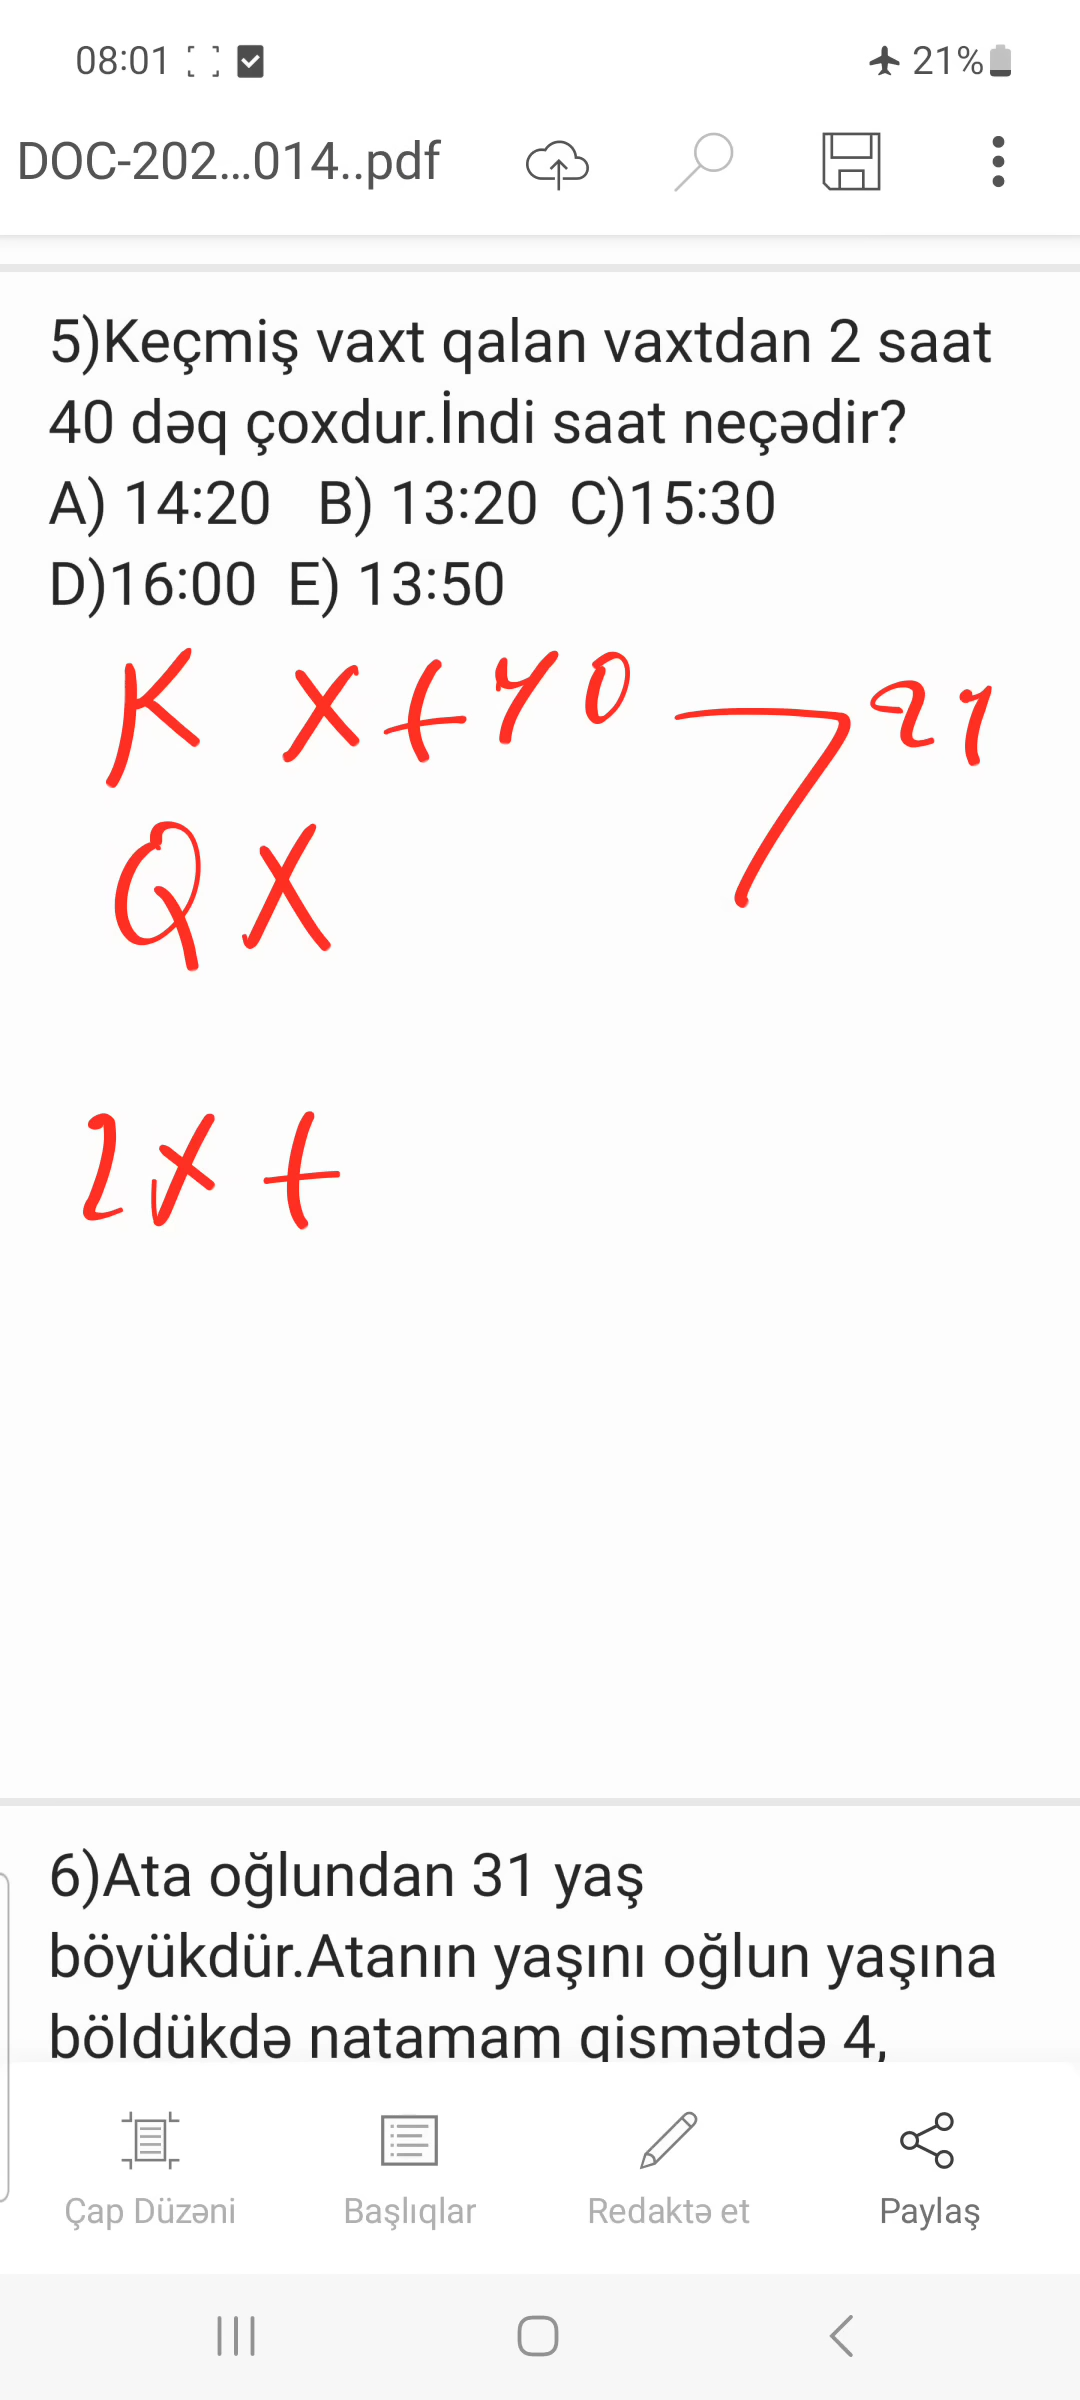 08:01 21%
DOC-202...014..pdf
5)Keçmiş vaxt qalan vaxtdan 2 saat
40 dəq çoxdur.İndi saat neçədir?
A) 14:20 B) 13:20 C)15:30
D)16:00 E) 13:50
K x+40 24
Q x
2x+
6)Ata oğlundan 31 yaş
böyükdür.Atanın yaşını oğlun yaşına
böldükdə natamam qismətdə 4,
Çap Düzəni Başlıqlar Redaktə et Paylaş